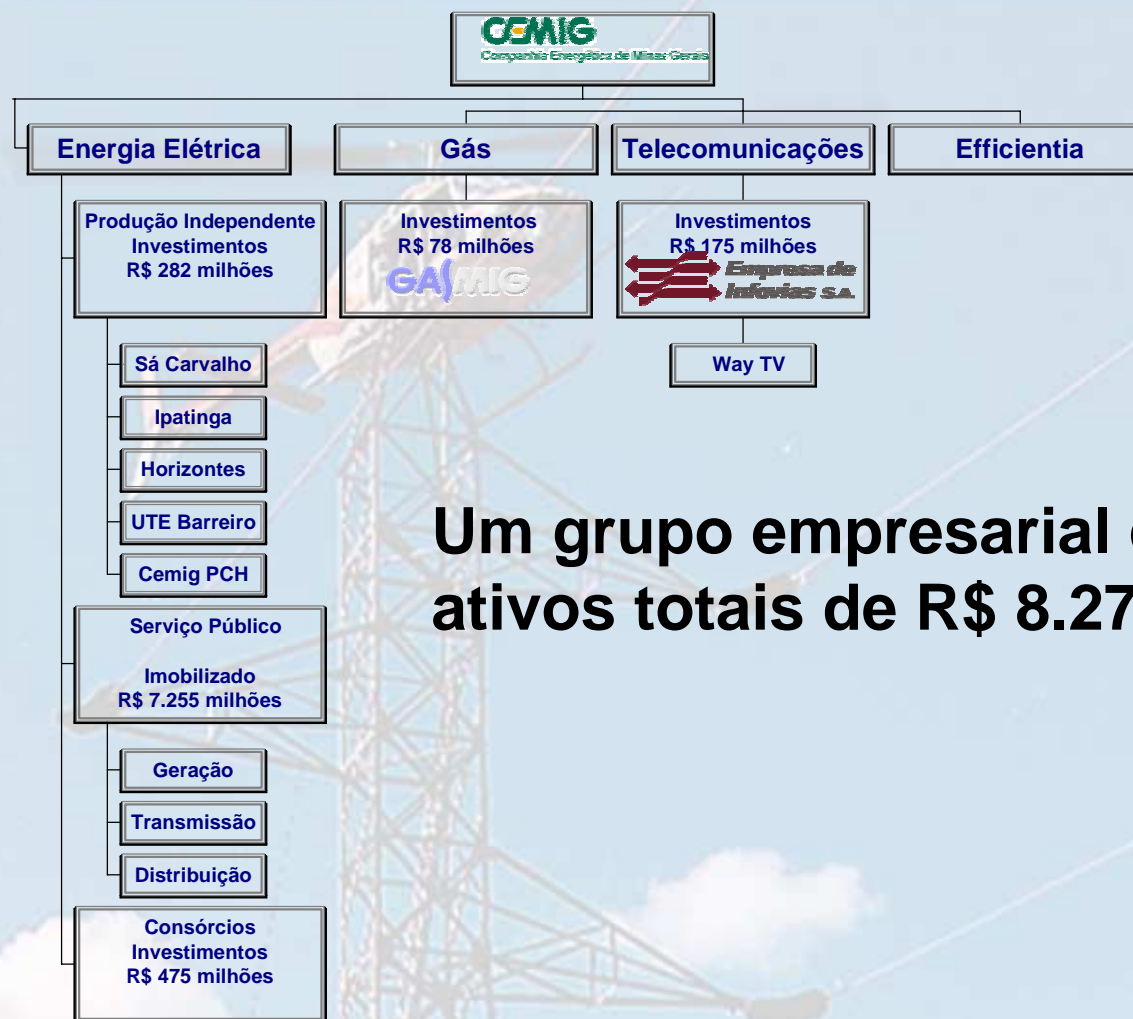 CEMIG
Companhia Energética de Minas Gerais
Energia Elétrica
Gás
Telecomunicações
Efficientia
Produção Independente
Investimentos
R$ 282 milhões
Investimentos
R$ 78 milhões
GASMIG
Investimentos
R$ 175 milhões
Empresa de
Infovias S.A.
Way TV
Sá Carvalho
Ipatinga
Horizontes
UTE Barreiro
Cemig PCH
Um grupo empresarial
ativos totais de R$ 8.27
Serviço Público
Imobilizado
R$ 7.255 milhões
Geração
Transmissão
Distribuição
Consórcios
Investimentos
R$ 475 milhões